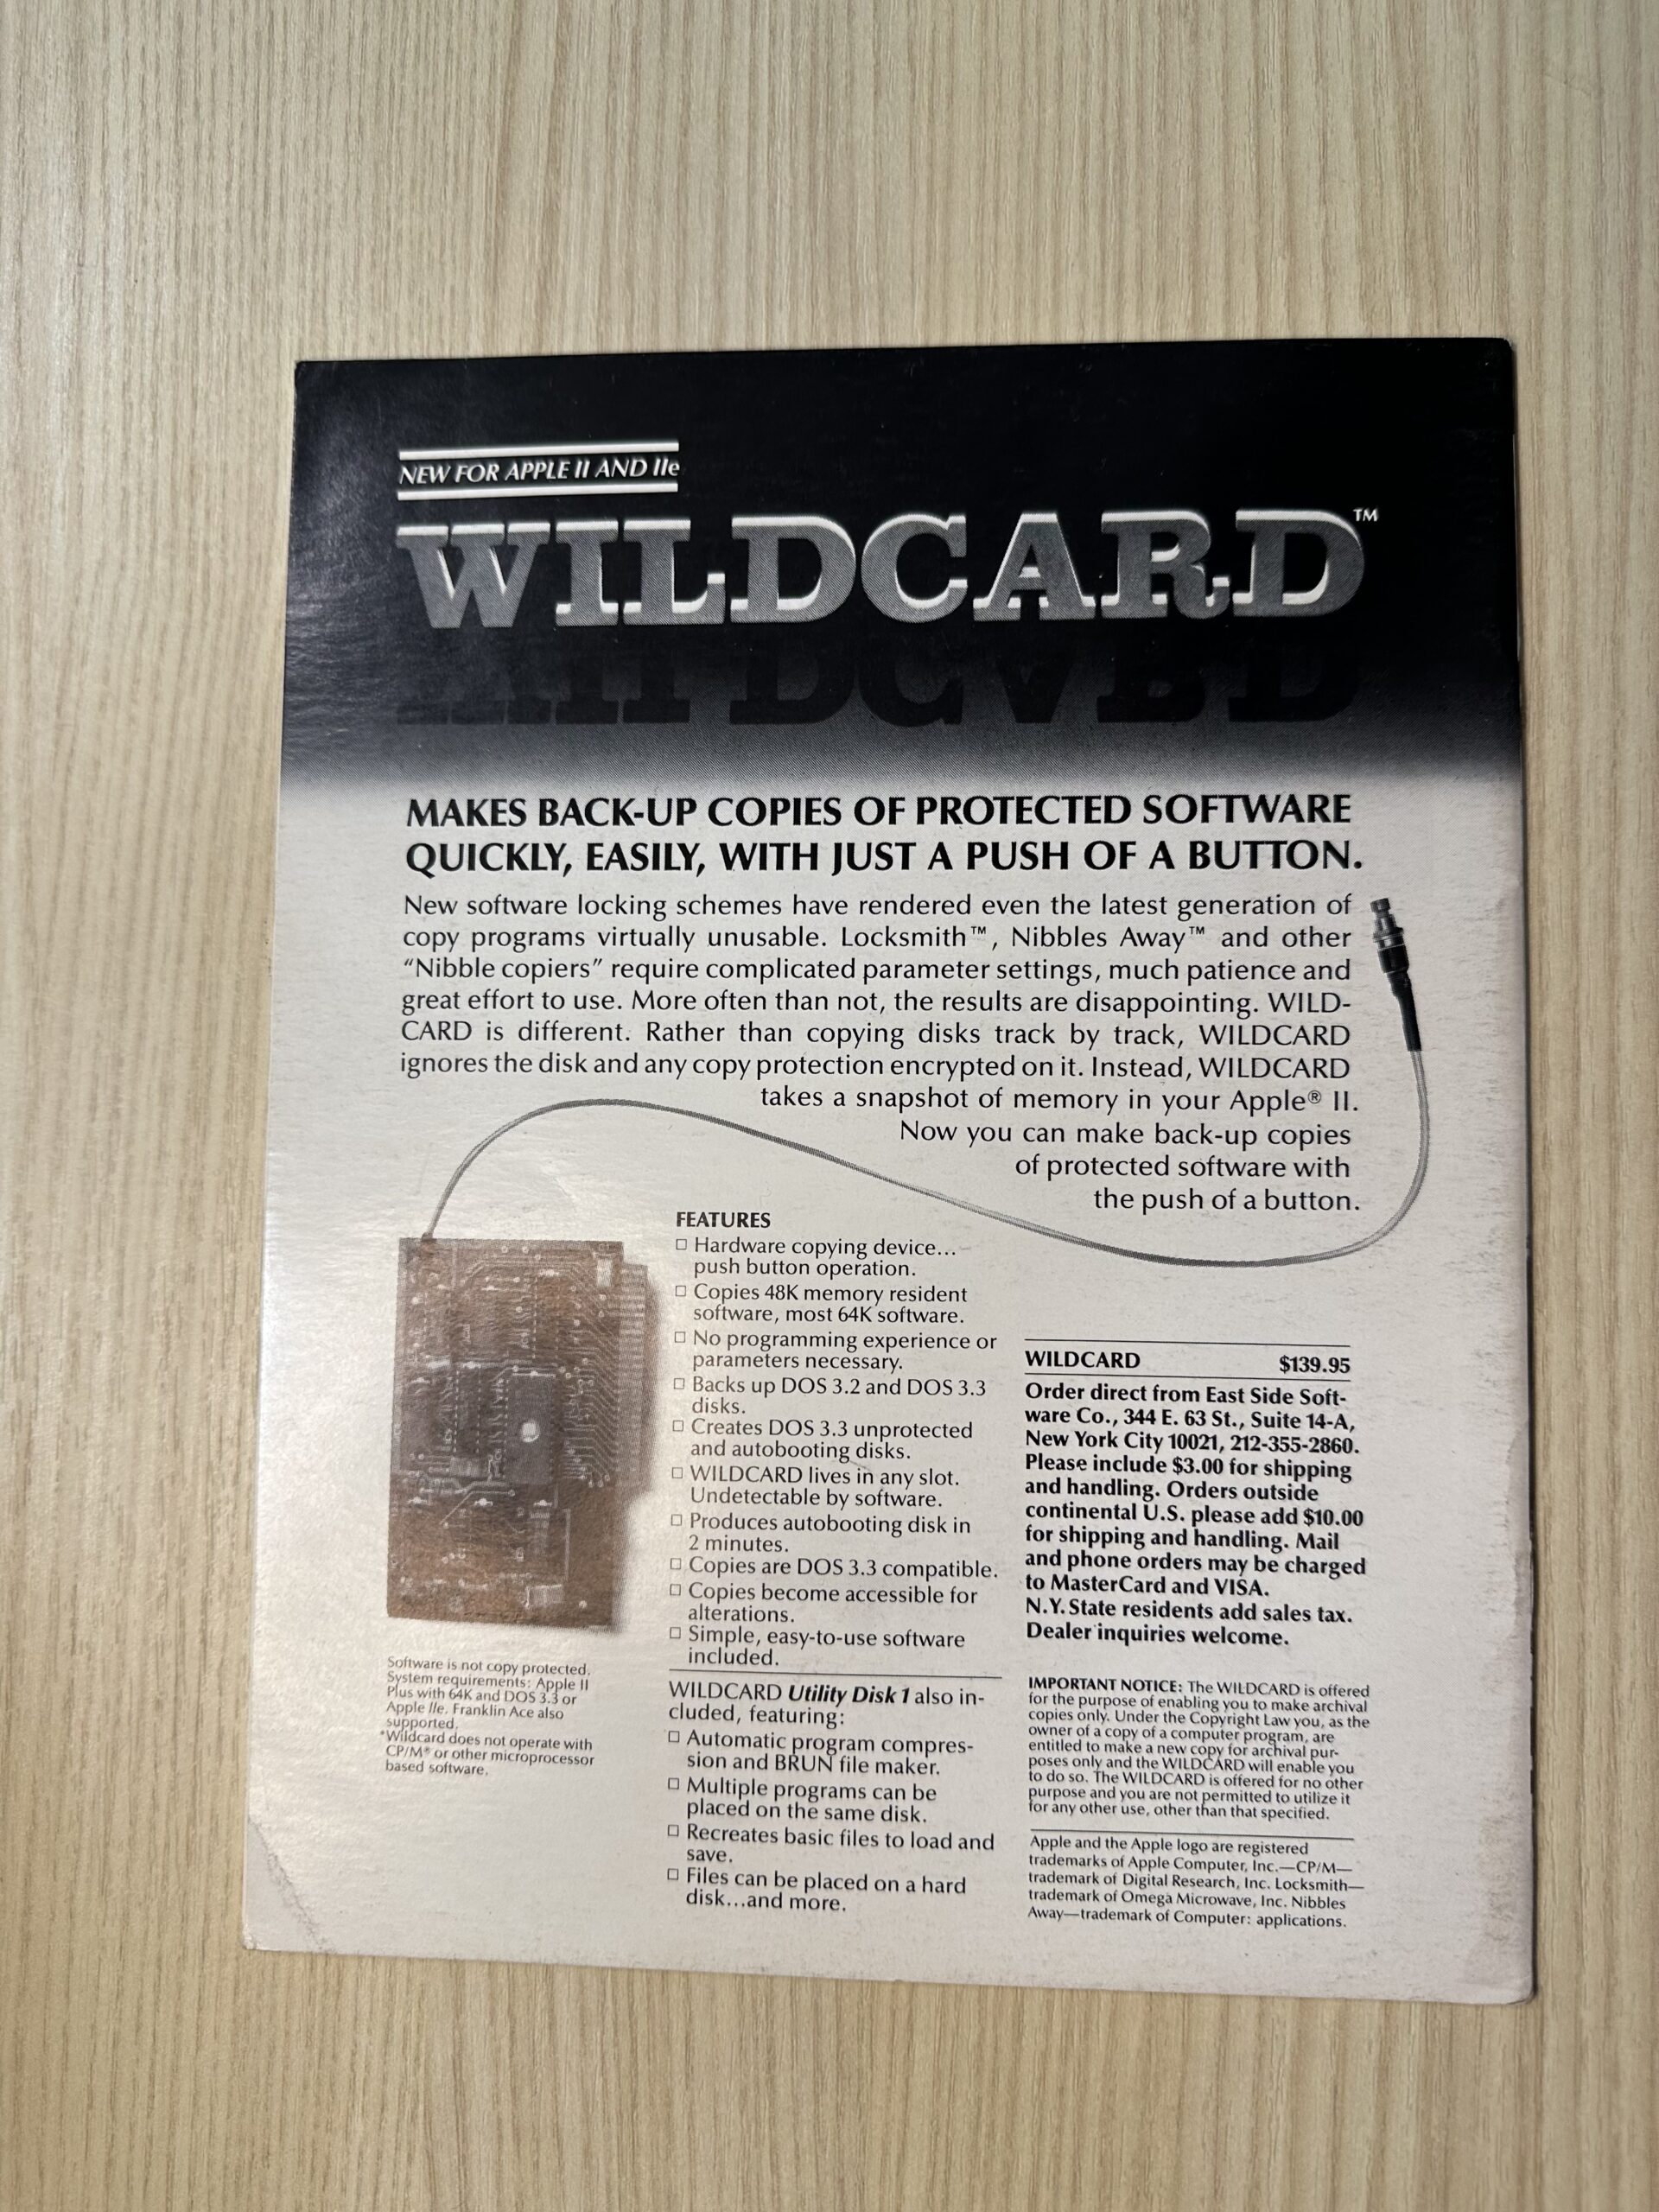 NEW FOR APPLE II AND IIe
WILDCARD™
MAKES BACK-UP COPIES OF PROTECTED SOFTWARE
QUICKLY, EASILY, WITH JUST A PUSH OF A BUTTON.
New software locking schemes have rendered even the latest generation of
copy programs virtually unusable. Locksmith™, Nibbles Away™ and other
“Nibble copiers” require complicated parameter settings, much patience and
great effort to use. More often than not, the results are disappointing. WILD-
CARD is different. Rather than copying disks track by track, WILDCARD
ignores the disk and any copy protection encrypted on it. Instead, WILDCARD
takes a snapshot of memory in your Apple® II.
Now you can make back-up copies
of protected software with
the push of a button.
FEATURES
□ Hardware copying device...
push button operation.
□ Copies 48K memory resident
software, most 64K software.
□ No programming experience or
parameters necessary.
□ Backs up DOS 3.2 and DOS 3.3
disks.
□ Creates DOS 3.3 unprotected
and autobooting disks.
□ WILDCARD lives in any slot.
Undetectable by software.
□ Produces autobooting disk in
2 minutes.
□ Copies are DOS 3.3 compatible.
□ Copies become accessible for
alterations.
□ Simple, easy-to-use software
included.
WILDCARD Utility Disk 1 also in-
cluded, featuring:
□ Automatic program compres-
sion and BRUN file maker.
□ Multiple programs can be
placed on the same disk.
□ Recreates basic files to load and
save.
□ Files can be placed on a hard
disk...and more.
Software is not copy protected.
System requirements: Apple II
Plus with 64K and DOS 3.3 or
Apple IIe. Franklin Ace also
supported.
*Wildcard does not operate with
CP/M® or other microprocessor
based software.
WILDCARD $139.95
Order direct from East Side Soft-
ware Co., 344 E. 63 St., Suite 14-A,
New York City 10021, 212-355-2860.
Please include $3.00 for shipping
and handling. Orders outside
continental U.S. please add $10.00
for shipping and handling. Mail
and phone orders may be charged
to MasterCard and VISA.
N.Y. State residents add sales tax.
Dealer inquiries welcome.
IMPORTANT NOTICE: The WILDCARD is offered
for the purpose of enabling you to make archival
copies only. Under the Copyright Law you, as the
owner of a copy of a computer program, are
entitled to make a new copy for archival pur-
poses only and the WILDCARD will enable you
to do so. The WILDCARD is offered for no other
purpose and you are not permitted to utilize it
for any other use, other than that specified.
Apple and the Apple logo are registered
trademarks of Apple Computer, Inc.—CP/M—
trademark of Digital Research, Inc. Locksmith—
trademark of Omega Microwave, Inc. Nibbles
Away—trademark of Computer: applications.